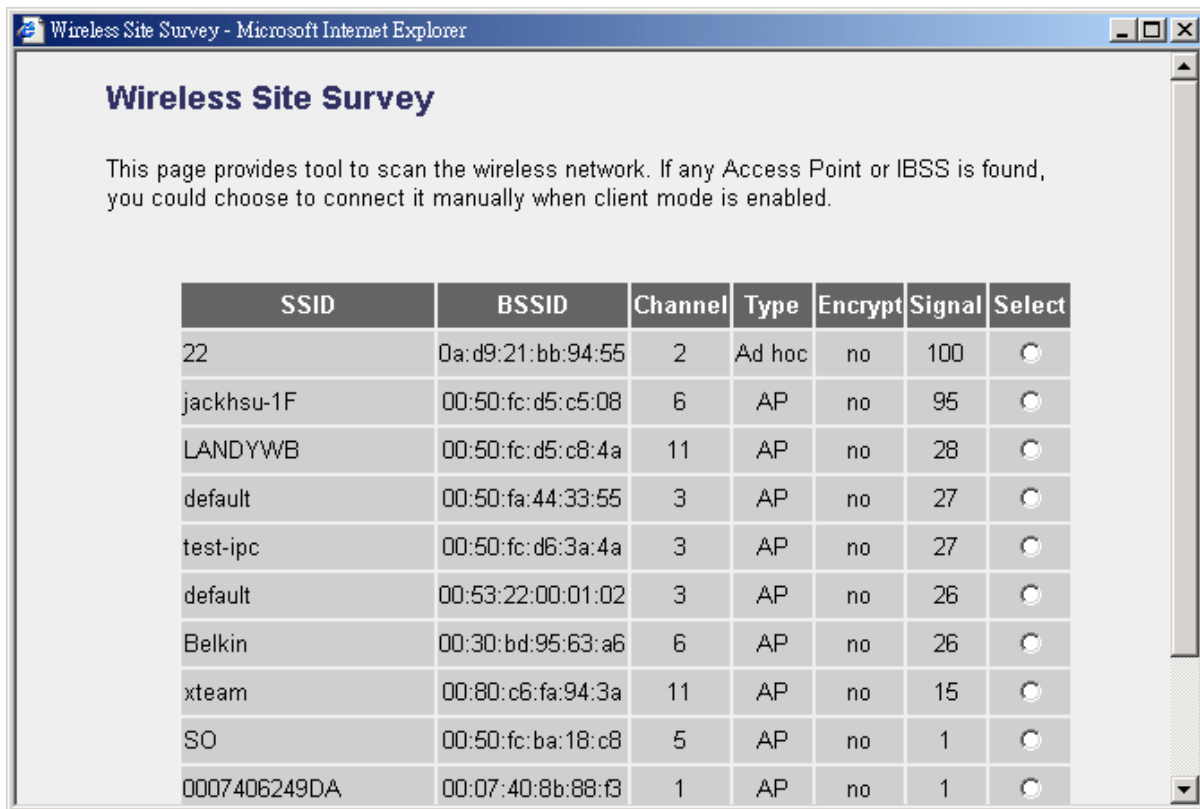 Wireless Site Survey - Microsoft Internet Explorer
Wireless Site Survey
This page provides tool to scan the wireless network. If any Access Point or IBSS is found,
you could choose to connect it manually when client mode is enabled.
SSID BSSID Channel Type Encrypt Signal Select
22 0a:d9:21:bb:94:55 2 Ad hoc no 100
jackhsu-1F 00:50:fc:d5:c5:08 6 AP no 95
LANDYWB 00:50:fc:d5:c8:4a 11 AP no 28
default 00:50:fa:44:33:55 3 AP no 27
test-ipc 00:50:fc:d6:3a:4a 3 AP no 27
default 00:53:22:00:01:02 3 AP no 26
Belkin 00:30:bd:95:63:a6 6 AP no 26
xteam 00:80:c6:fa:94:3a 11 AP no 15
SO 00:50:fc:ba:18:c8 5 AP no 1
0007406249DA 00:07:40:8b:88:f3 1 AP no 1